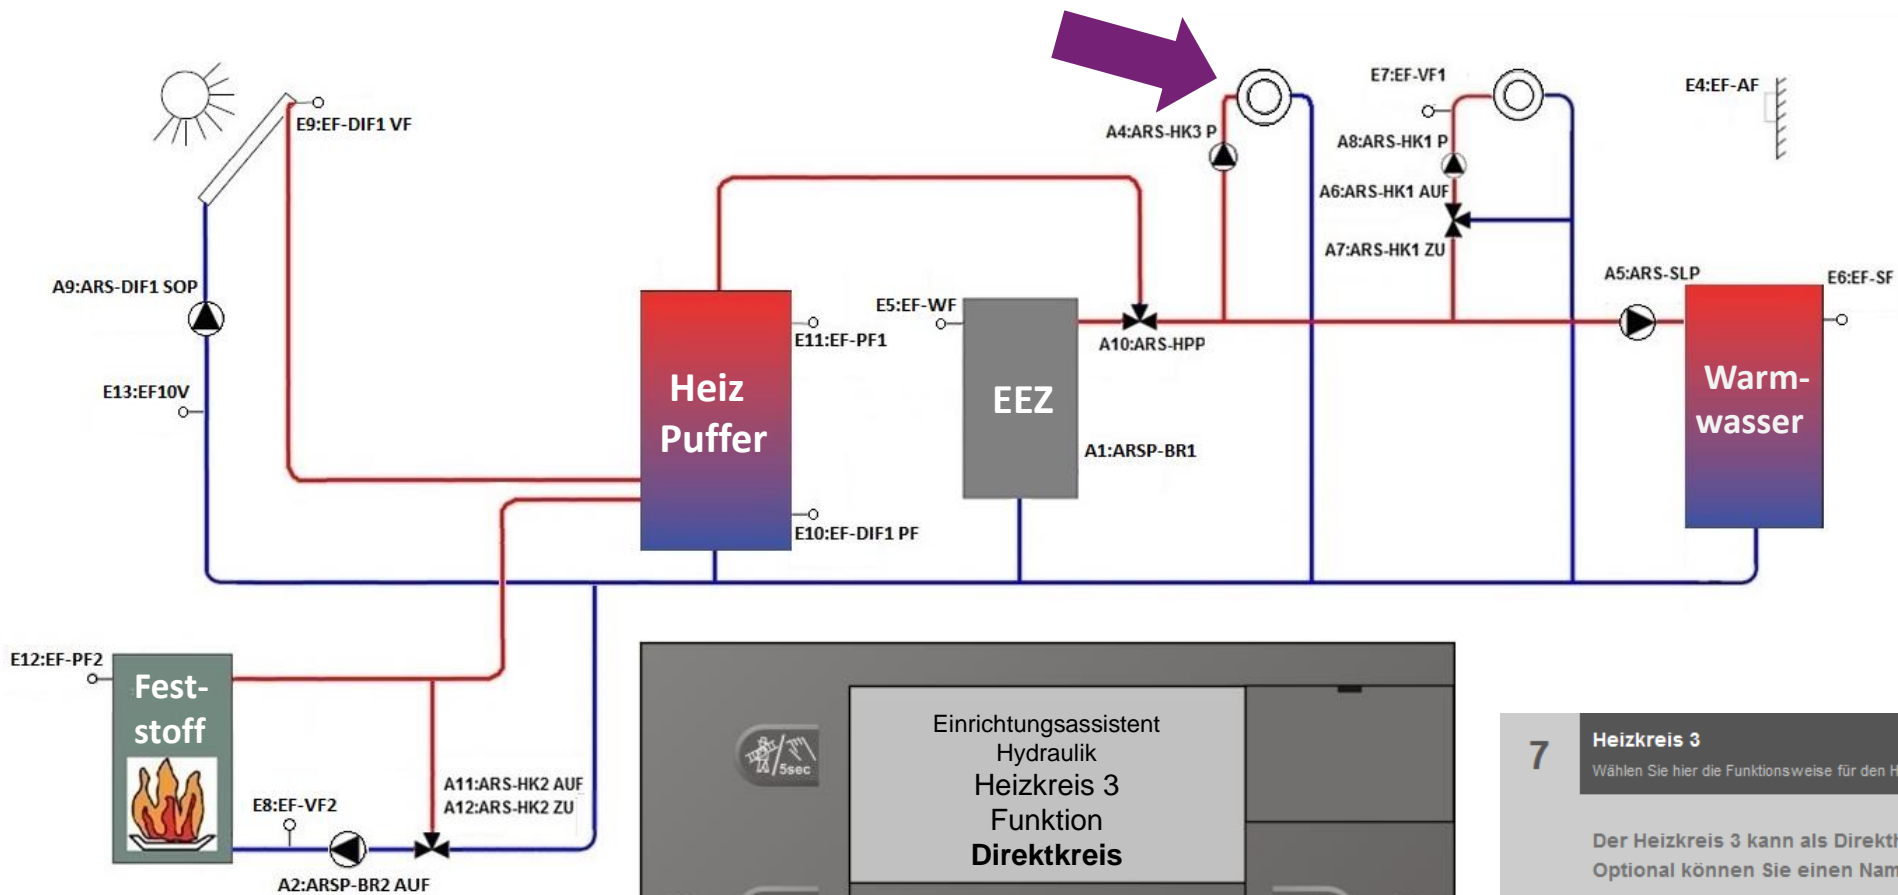 E9:EF-DIF1 VF
A4:ARS-HK3 P
E7:EF-VF1
A8:ARS-HK1 P
A6:ARS-HK1 AUF
A7:ARS-HK1 ZU
E4:EF-AF
A9:ARS-DIF1 SOP
E13:EF10V
Heiz
Puffer
E11:EF-PF1
E10:EF-DIF1 PF
E5:EF-WF
EEZ
A1:ARSP-BR1
A10:ARS-HPP
A5:ARS-SLP
Warm-
wasser
E6:EF-SF
E12:EF-PF2
Fest-
stoff
E8:EF-VF2
A2:ARSP-BR2 AUF
A11:ARS-HK2 AUF
A12:ARS-HK2 ZU
5sec
Einrichtungsassistent
Hydraulik
Heizkreis 3
Funktion
Direktkreis
7
Heizkreis 3
Wählen Sie hier die Funktionsweise für den H
Der Heizkreis 3 kann als Direkth
Optional können Sie einen Nam